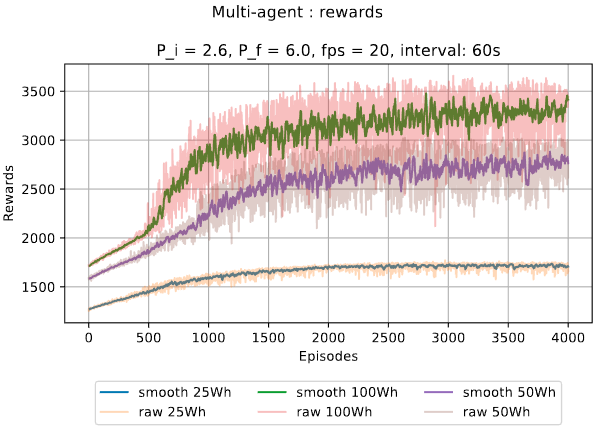 Multi-agent : rewards
P_i = 2.6, P_f = 6.0, fps = 20, interval: 60s
3500
3000
2500
2000
1500
Rewards
0 500 1000 1500 2000 2500 3000 3500 4000
Episodes
smooth 25Wh smooth 100Wh smooth 50Wh
raw 25Wh raw 100Wh raw 50Wh